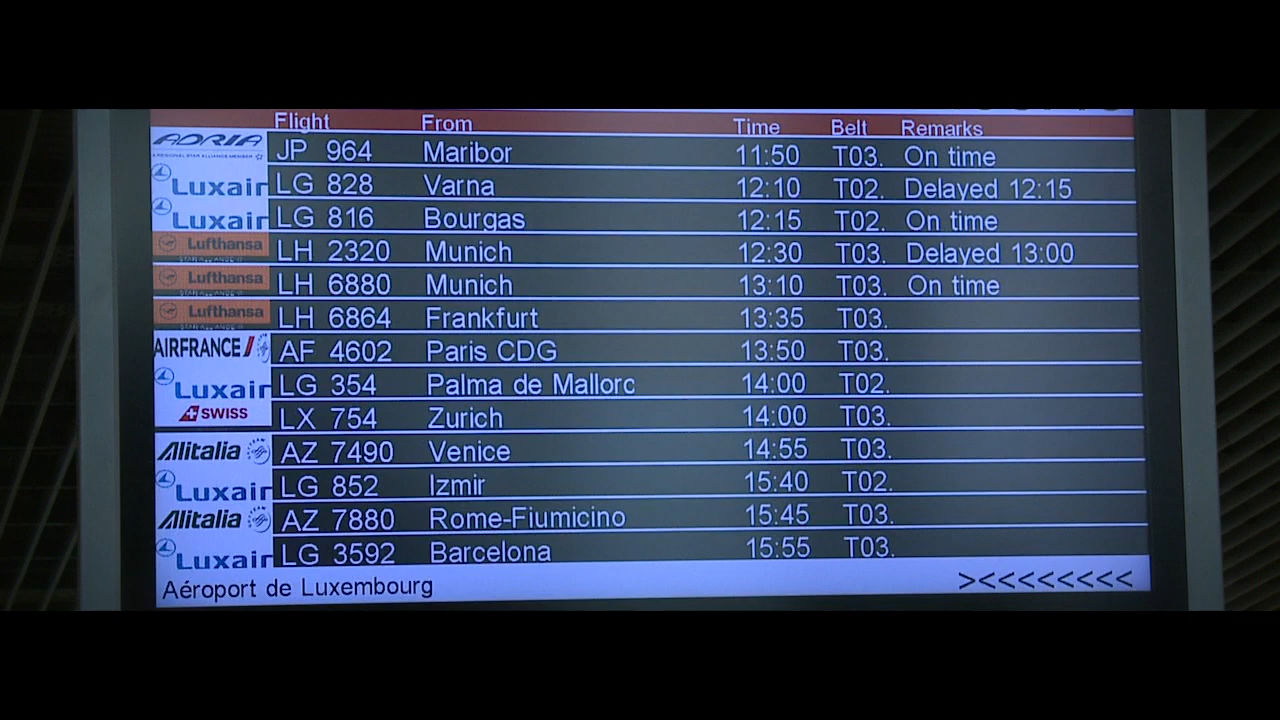 Flight From Time Belt Remarks
ADRIA JP 964 Maribor 11:50 T03. On time
Luxair LG 828 Varna 12:10 T02. Delayed 12:15
Luxair LG 816 Bourgas 12:15 T02. On time
Lufthansa LH 2320 Munich 12:30 T03. Delayed 13:00
Lufthansa LH 6880 Munich 13:10 T03. On time
Lufthansa LH 6864 Frankfurt 13:35 T03.
AIRFRANCE AF 4602 Paris CDG 13:50 T03.
Luxair LG 354 Palma de Mallorc 14:00 T02.
SWISS LX 754 Zurich 14:00 T03.
Alitalia AZ 7490 Venice 14:55 T03.
Luxair LG 852 Izmir 15:40 T02.
Alitalia AZ 7880 Rome-Fiumicino 15:45 T03.
Luxair LG 3592 Barcelona 15:55 T03.
Aéroport de Luxembourg ><<<<<<<<<